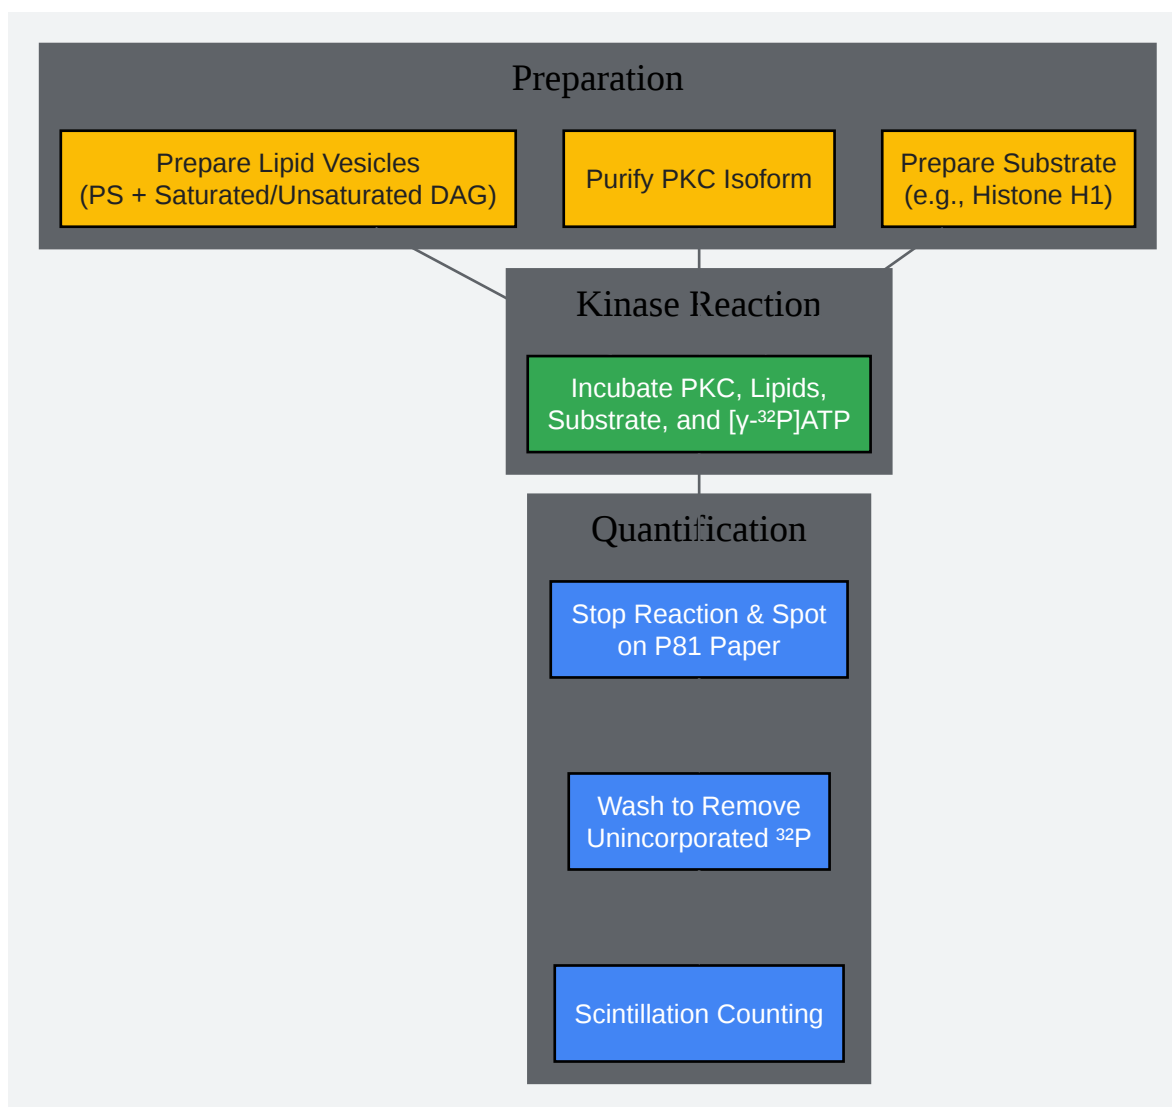 Preparation
Prepare Lipid Vesicles
(PS + Saturated/Unsaturated DAG)
Purify PKC Isoform
Prepare Substrate
(e.g., Histone H1)
Kinase Reaction
Incubate PKC, Lipids,
Substrate, and [γ-³²P]ATP
Quantification
Stop Reaction & Spot
on P81 Paper
Wash to Remove
Unincorporated ³²P
Scintillation Counting